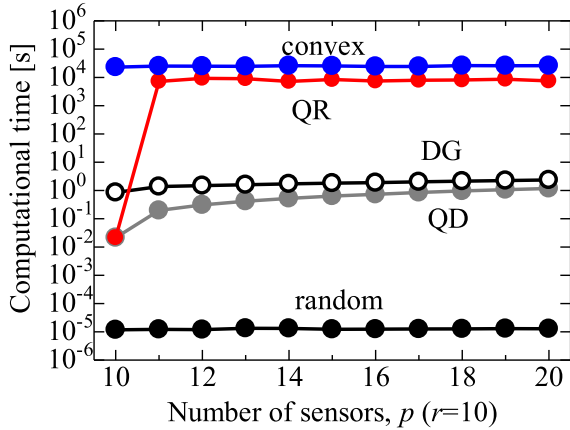 Computational time [s]
10^6
10^5
10^4
10^3
10^2
10^1
10^0
10^-1
10^-2
10^-3
10^-4
10^-5
10^-6
convex
QR
DG
QD
random
10 12 14 16 18 20
Number of sensors, p (r=10)